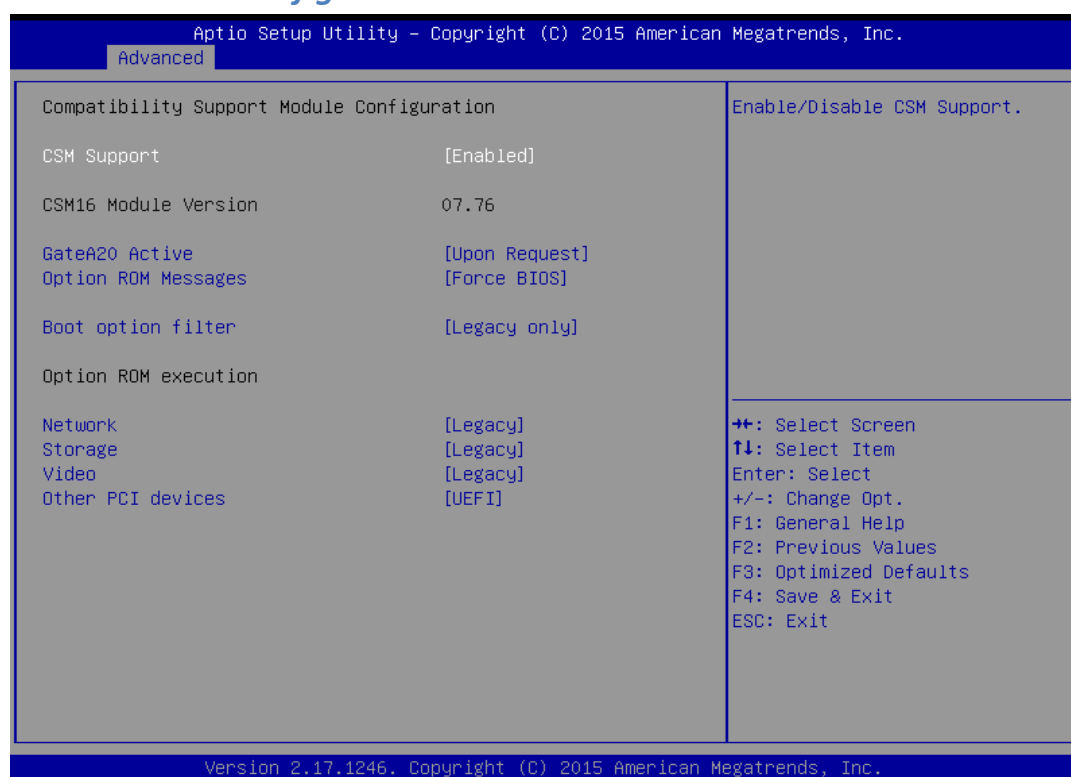 Aptio Setup Utility – Copyright (C) 2015 American Megatrends, Inc.
Advanced
Compatibility Support Module Configuration
CSM Support [Enabled]
CSM16 Module Version 07.76
GateA20 Active [Upon Request]
Option ROM Messages [Force BIOS]
Boot option filter [Legacy only]
Option ROM execution
Network [Legacy]
Storage [Legacy]
Video [Legacy]
Other PCI devices [UEFI]
Enable/Disable CSM Support.
→←: Select Screen
↑↓: Select Item
Enter: Select
+/-: Change Opt.
F1: General Help
F2: Previous Values
F3: Optimized Defaults
F4: Save & Exit
ESC: Exit
Version 2.17.1246. Copyright (C) 2015 American Megatrends, Inc.